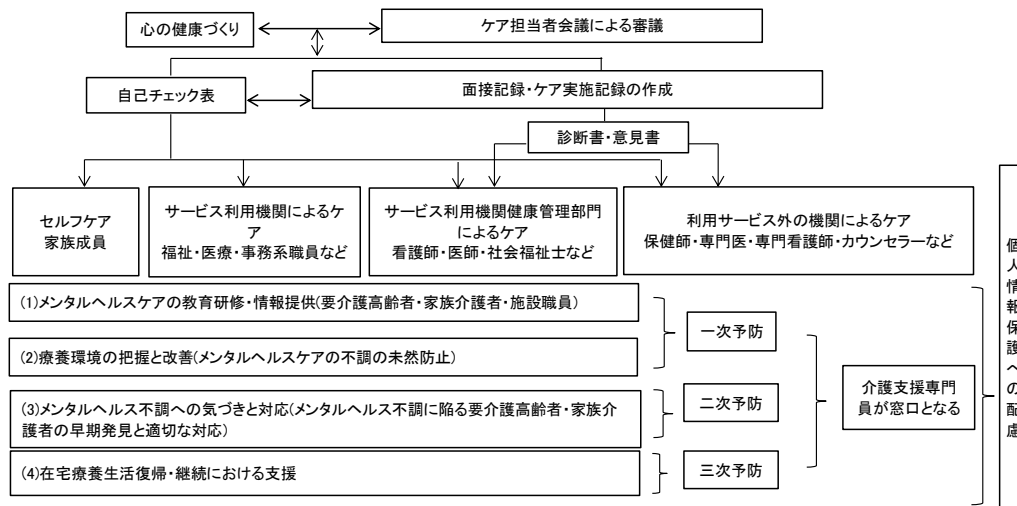 心の健康づくり
ケア担当者会議による審議
自己チェック表
面接記録・ケア実施記録の作成
診断書・意見書
セルフケア
家族成員
サービス利用機関によるケ
ア
福祉・医療・事務系職員など
サービス利用機関健康管理部門
によるケア
看護師・医師・社会福祉士など
利用サービス外の機関によるケア
保健師・専門医・専門看護師・カウンセラーなど
(1)メンタルヘルスケアの教育研修・情報提供(要介護高齢者・家族介護者・施設職員)
(2)療養環境の把握と改善(メンタルヘルスケアの不調の未然防止)
(3)メンタルヘルス不調への気づきと対応(メンタルヘルス不調に陥る要介護高齢者・家族介
護者の早期発見と適切な対応)
(4)在宅療養生活復帰・継続における支援
一次予防
二次予防
三次予防
介護支援専門
員が窓口となる
個人情報保護への配慮